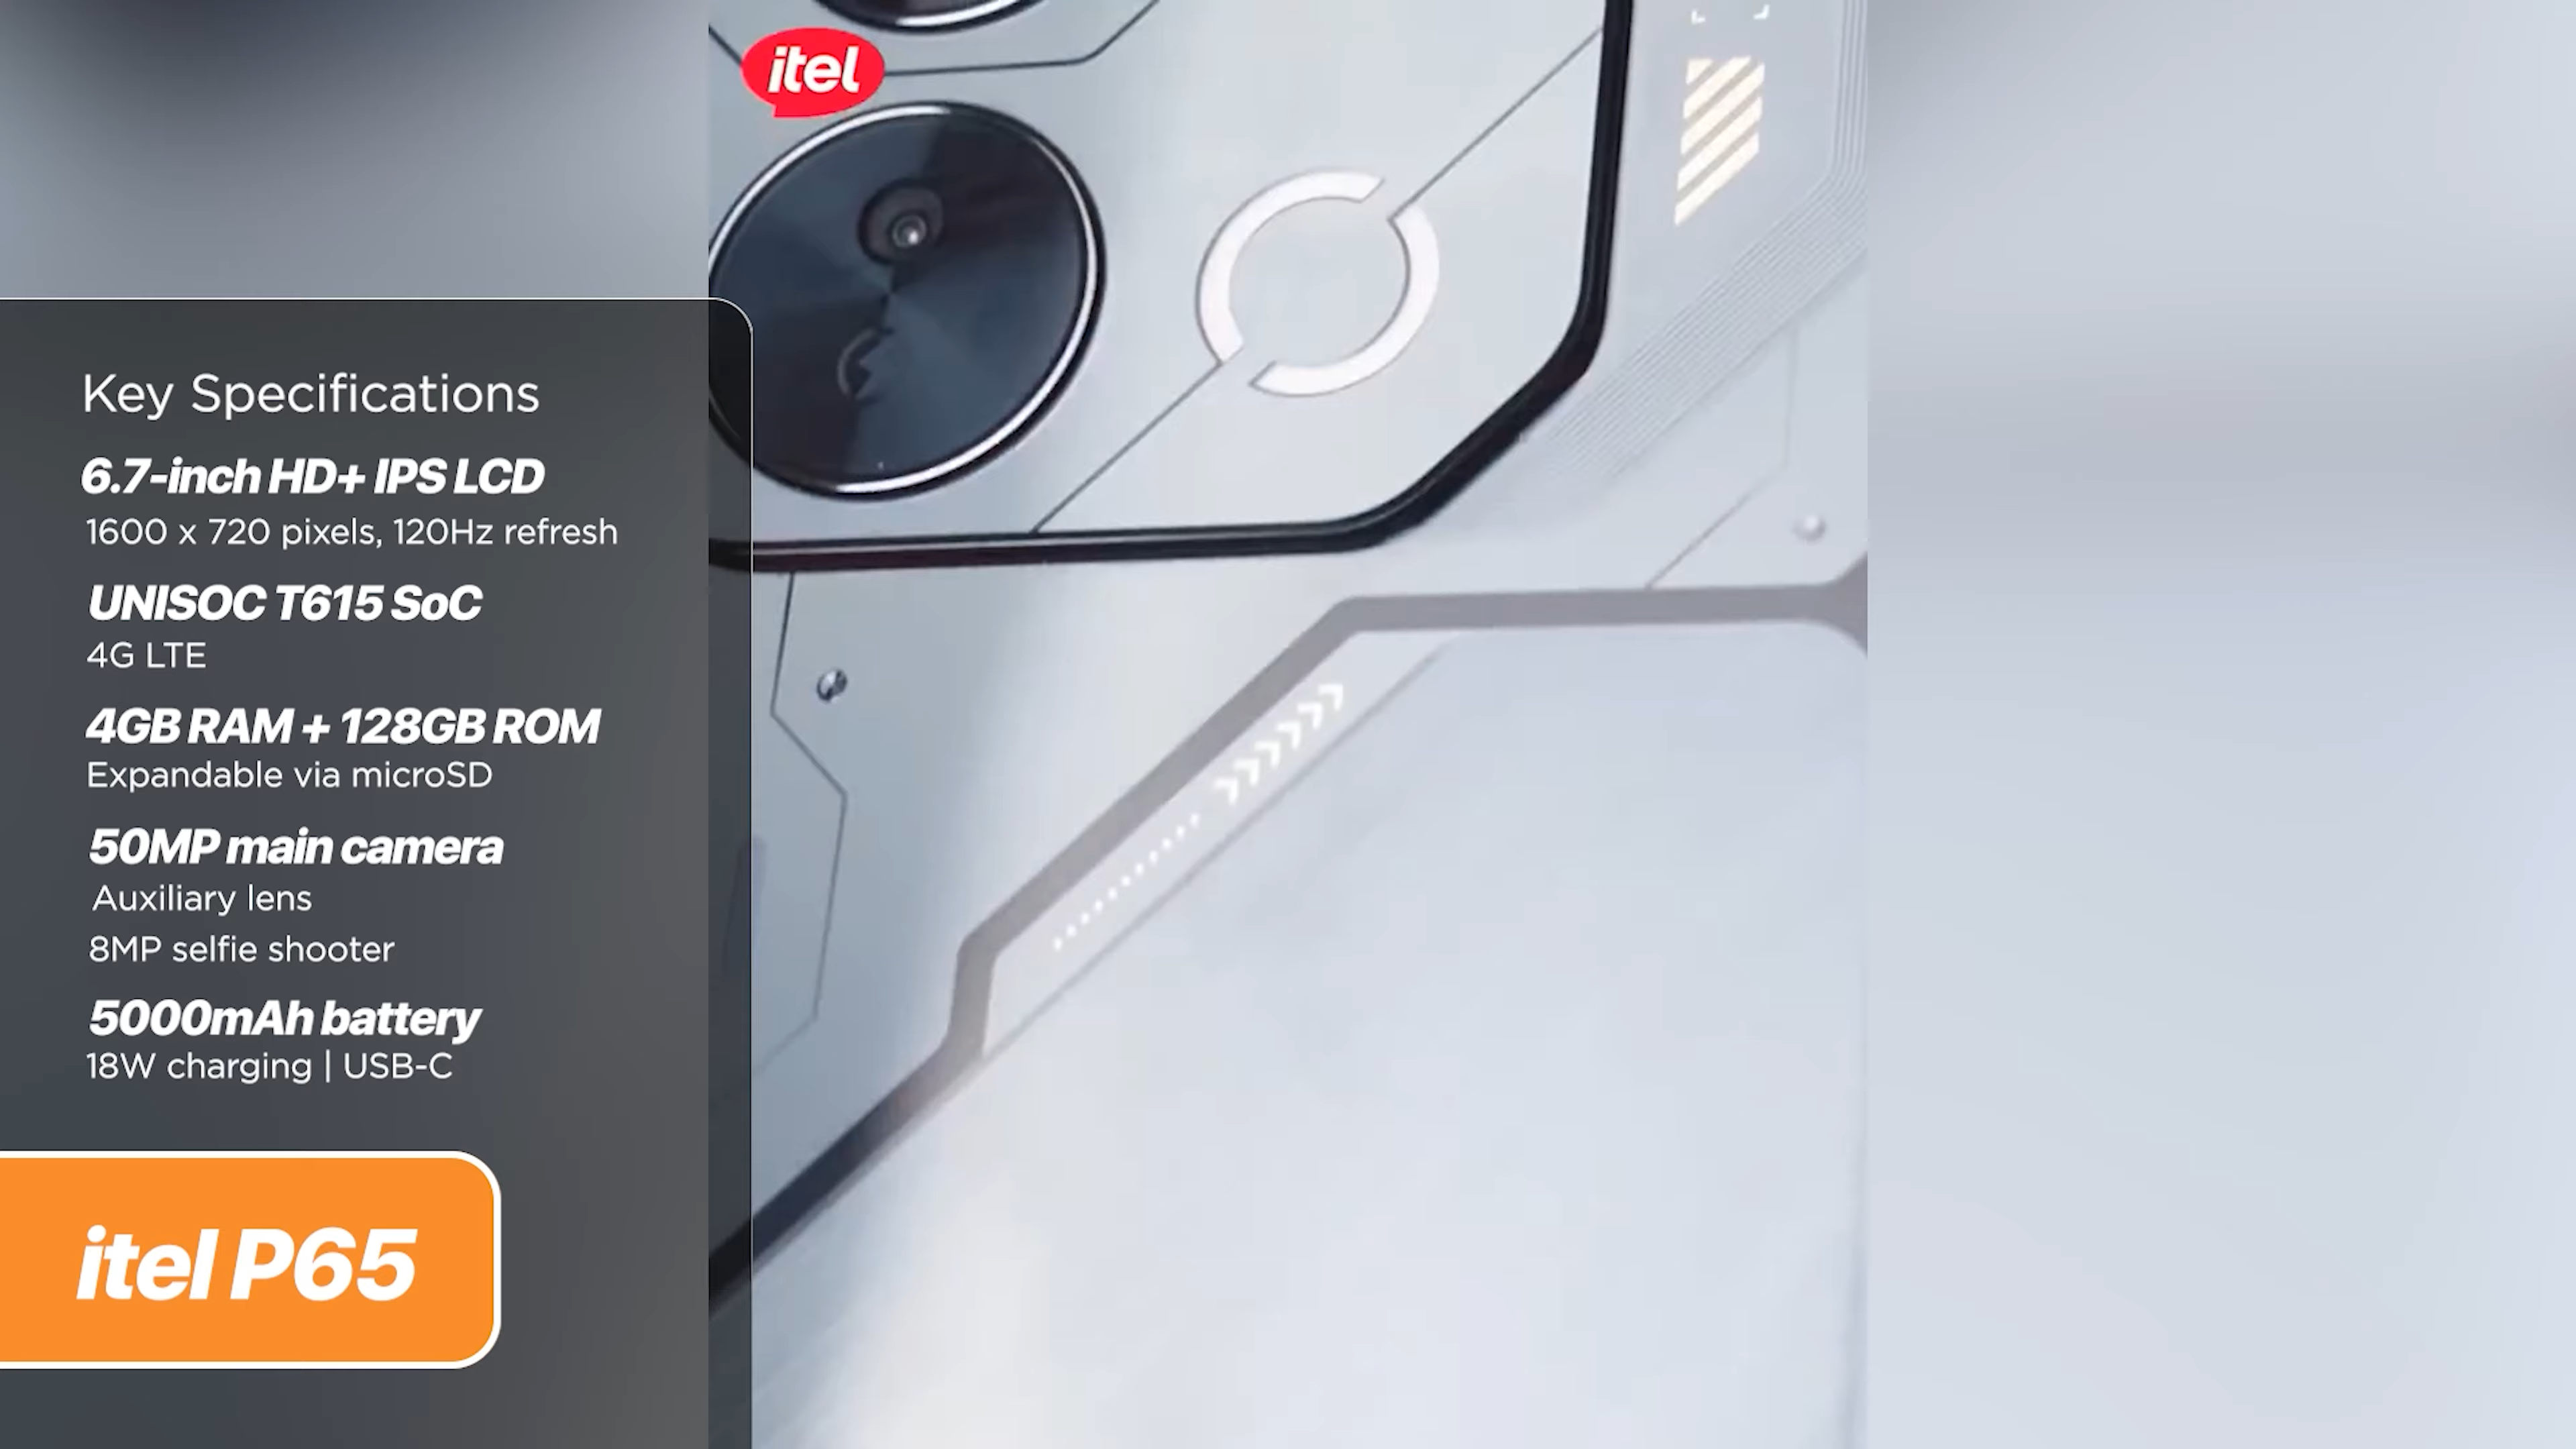 itel
Key Specifications
6.7-inch HD+ IPS LCD
1600 x 720 pixels, 120Hz refresh
UNISOC T615 SoC
4G LTE
4GB RAM + 128GB ROM
Expandable via microSD
50MP main camera
Auxiliary lens
8MP selfie shooter
5000mAh battery
18W charging | USB-C
itel P65